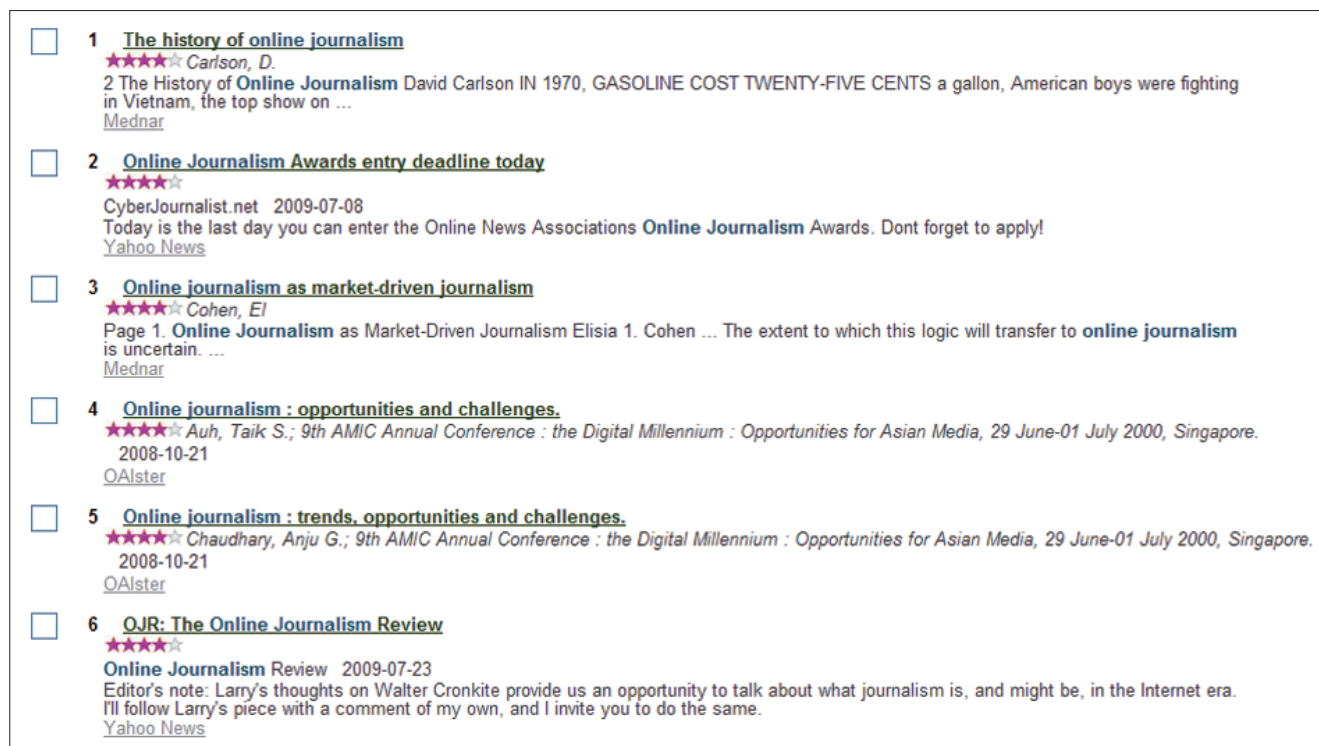 1 The history of online journalism
Carlson, D.
2 The History of Online Journalism David Carlson IN 1970, GASOLINE COST TWENTY-FIVE CENTS a gallon, American boys were fighting
in Vietnam, the top show on ...
Mednar
2 Online Journalism Awards entry deadline today
CyberJournalist.net 2009-07-08
Today is the last day you can enter the Online News Associations Online Journalism Awards. Dont forget to apply!
Yahoo News
3 Online journalism as market-driven journalism
Cohen, El
Page 1. Online Journalism as Market-Driven Journalism Elisia 1. Cohen ... The extent to which this logic will transfer to online journalism
is uncertain. ...
Mednar
4 Online journalism : opportunities and challenges.
Auh, Taik S.; 9th AMIC Annual Conference : the Digital Millennium : Opportunities for Asian Media, 29 June-01 July 2000, Singapore.
2008-10-21
OAIster
5 Online journalism : trends, opportunities and challenges.
Chaudhary, Anju G.; 9th AMIC Annual Conference : the Digital Millennium : Opportunities for Asian Media, 29 June-01 July 2000, Singapore.
2008-10-21
OAIster
6 OJR: The Online Journalism Review
Online Journalism Review 2009-07-23
Editor's note: Larry's thoughts on Walter Cronkite provide us an opportunity to talk about what journalism is, and might be, in the Internet era.
I'll follow Larry's piece with a comment of my own, and I invite you to do the same.
Yahoo News